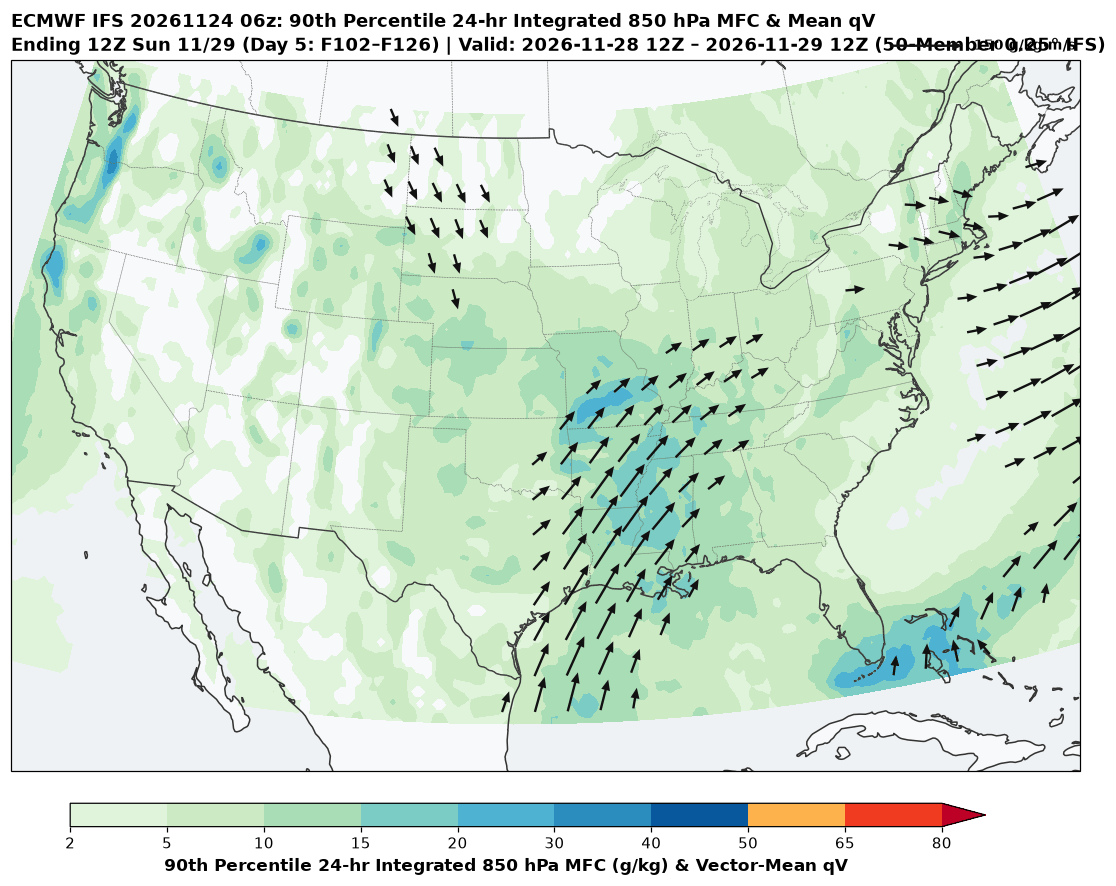 ECMWF IFS 20261124 06z: 90th Percentile 24-hr Integrated 850 hPa MFC & Mean qV
Ending 12Z Sun 11/29 (Day 5: F102–F126) | Valid: 2026-11-28 12Z – 2026-11-29 12Z (50-Member 0.25° IFS)
150 g/kg·m/s
2 5 10 15 20 30 40 50 65 80
90th Percentile 24-hr Integrated 850 hPa MFC (g/kg) & Vector-Mean qV